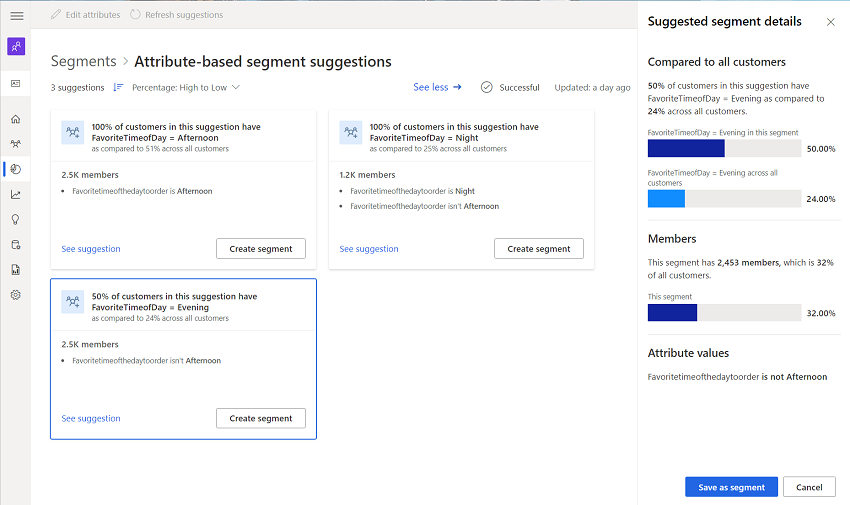 Edit attributes
Refresh suggestions
Segments > Attribute-based segment suggestions
3 suggestions
Percentage: High to Low
See less →
Successful
Updated: a day ago
100% of customers in this suggestion have
FavoriteTimeofDay = Afternoon
as compared to 51% across all customers
2.5K members
• Favoritetimeofthedaytoorder is Afternoon
See suggestion
Create segment
100% of customers in this suggestion have
FavoriteTimeofDay = Night
as compared to 25% across all customers
1.2K members
• Favoritetimeofthedaytoorder is Night
• Favoritetimeofthedaytoorder isn't Afternoon
See suggestion
Create segment
50% of customers in this suggestion have
FavoriteTimeofDay = Evening
as compared to 24% across all customers
2.5K members
• Favoritetimeofthedaytoorder isn't Afternoon
See suggestion
Create segment
Suggested segment details
Compared to all customers
50% of customers in this suggestion have
FavoriteTimeofDay = Evening as compared to
24% across all customers.
FavoriteTimeofDay = Evening in this segment
50.00%
FavoriteTimeofDay = Evening across all
customers
24.00%
Members
This segment has 2,453 members, which is 32%
of all customers.
This segment
32.00%
Attribute values
Favoritetimeofthedaytoorder is not Afternoon
Save as segment
Cancel